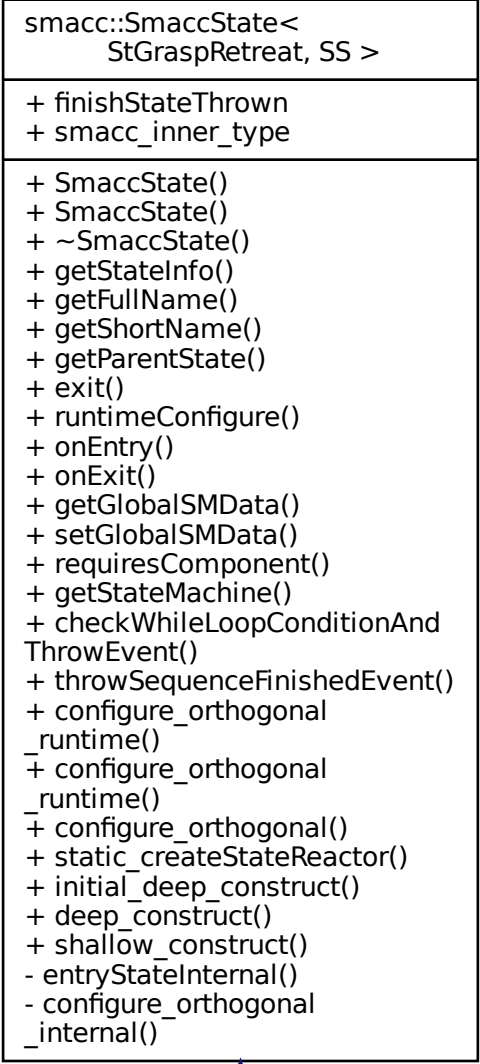 smacc::SmaccState<
StGraspRetreat, SS >
+ finishStateThrown
+ smacc_inner_type
+ SmaccState()
+ SmaccState()
+ ~SmaccState()
+ getStateInfo()
+ getFullName()
+ getShortName()
+ getParentState()
+ exit()
+ runtimeConfigure()
+ onEntry()
+ onExit()
+ getGlobalSMData()
+ setGlobalSMData()
+ requiresComponent()
+ getStateMachine()
+ checkWhileLoopConditionAnd
ThrowEvent()
+ throwSequenceFinishedEvent()
+ configure_orthogonal
_runtime()
+ configure_orthogonal
_runtime()
+ configure_orthogonal()
+ static_createStateReactor()
+ initial_deep_construct()
+ deep_construct()
+ shallow_construct()
- entryStateInternal()
- configure_orthogonal
_internal()